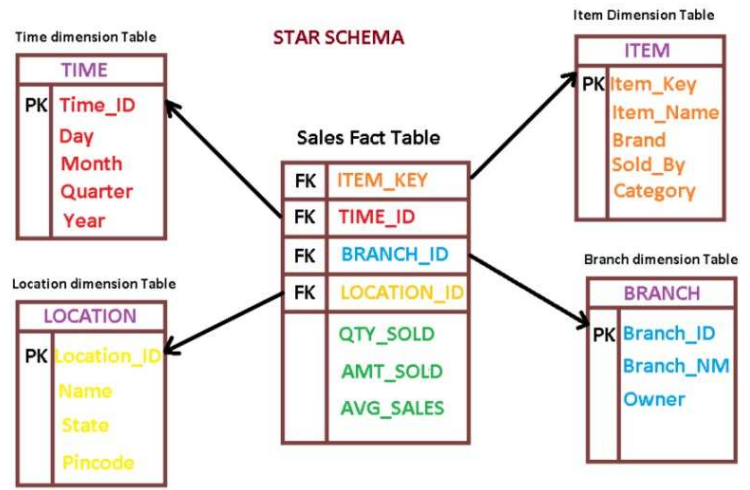 STAR SCHEMA
Time dimension Table
TIME
PK Time_ID
Day
Month
Quarter
Year
Item Dimension Table
ITEM
PK Item_Key
Item_Name
Brand
Sold_By
Category
Sales Fact Table
FK ITEM_KEY
FK TIME_ID
FK BRANCH_ID
FK LOCATION_ID
QTY_SOLD
AMT_SOLD
AVG_SALES
Location dimension Table
LOCATION
PK Location_ID
Name
State
Pincode
Branch dimension Table
BRANCH
PK Branch_ID
Branch_NM
Owner